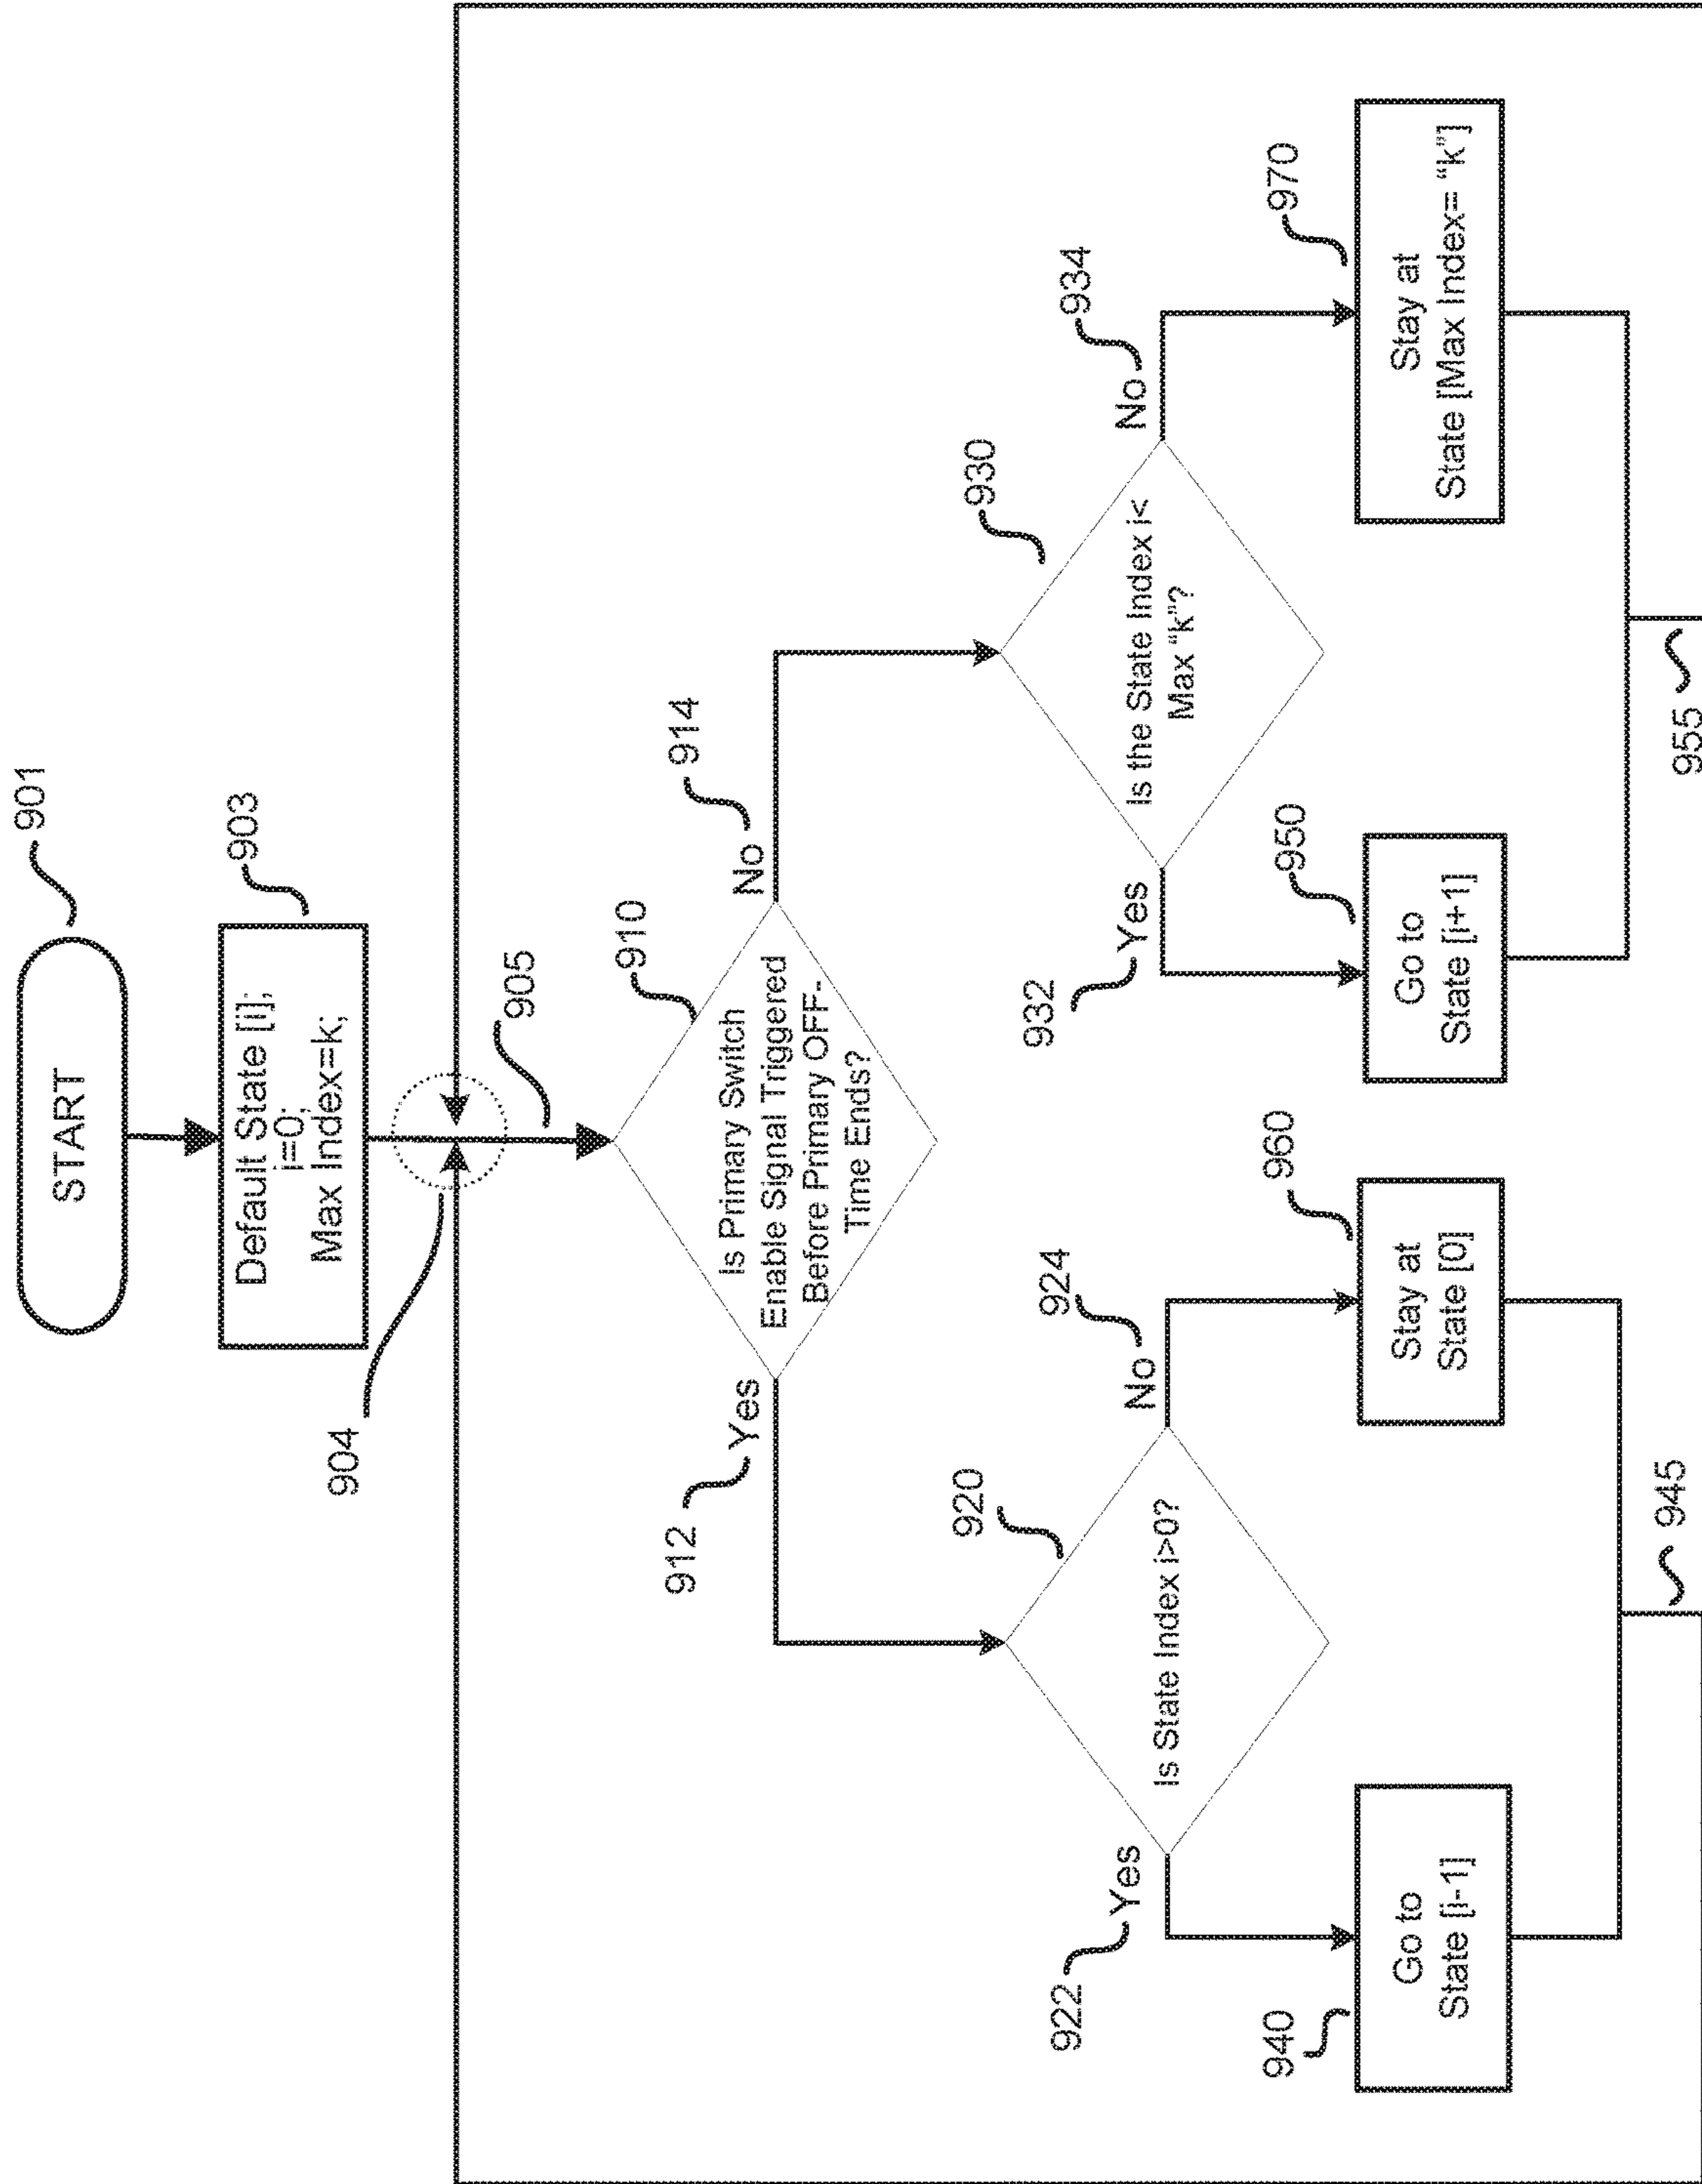 START
901
Default State [i];
i=0;
Max Index=k;
903
904
905
Is Primary Switch
Enable Signal Triggered
Before Primary OFF-
Time Ends?
910
912
Yes
No
914
Is State Index i>0?
920
922
Yes
No
924
Is the State Index i<
Max “k”?
930
932
Yes
No
934
Go to
State [i-1]
940
Stay at
State [0]
960
Go to
State [i+1]
950
Stay at
State [Max Index= “k”]
970
945
955